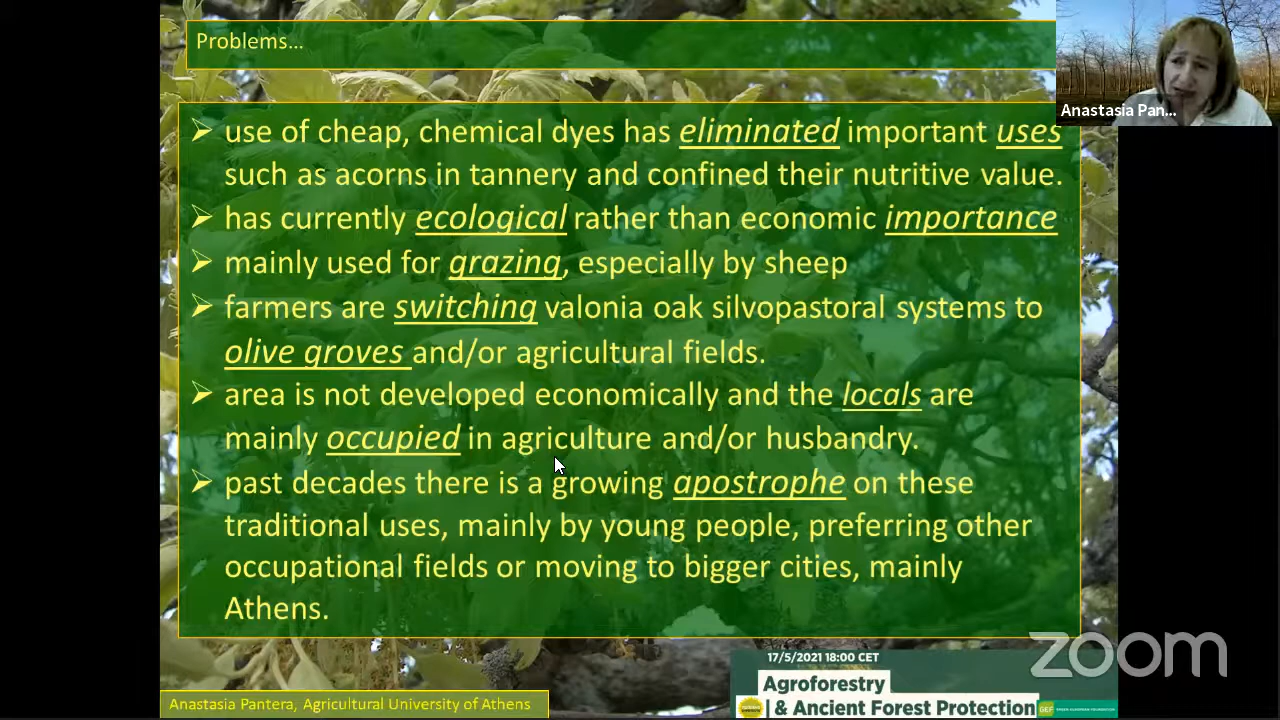 Problems...
Anastasia Pan...
➢ use of cheap, chemical dyes has eliminated important uses
such as acorns in tannery and confined their nutritive value.
➢ has currently ecological rather than economic importance
➢ mainly used for grazing, especially by sheep
➢ farmers are switching valonia oak silvopastoral systems to
olive groves and/or agricultural fields.
➢ area is not developed economically and the locals are
mainly occupied in agriculture and/or husbandry.
➢ past decades there is a growing apostrophe on these
traditional uses, mainly by young people, preferring other
occupational fields or moving to bigger cities, mainly
Athens.
zoom
17/5/2021 18:00 CET
Agroforestry
& Ancient Forest Protection
GEF
Anastasia Pantera, Agricultural University of Athens